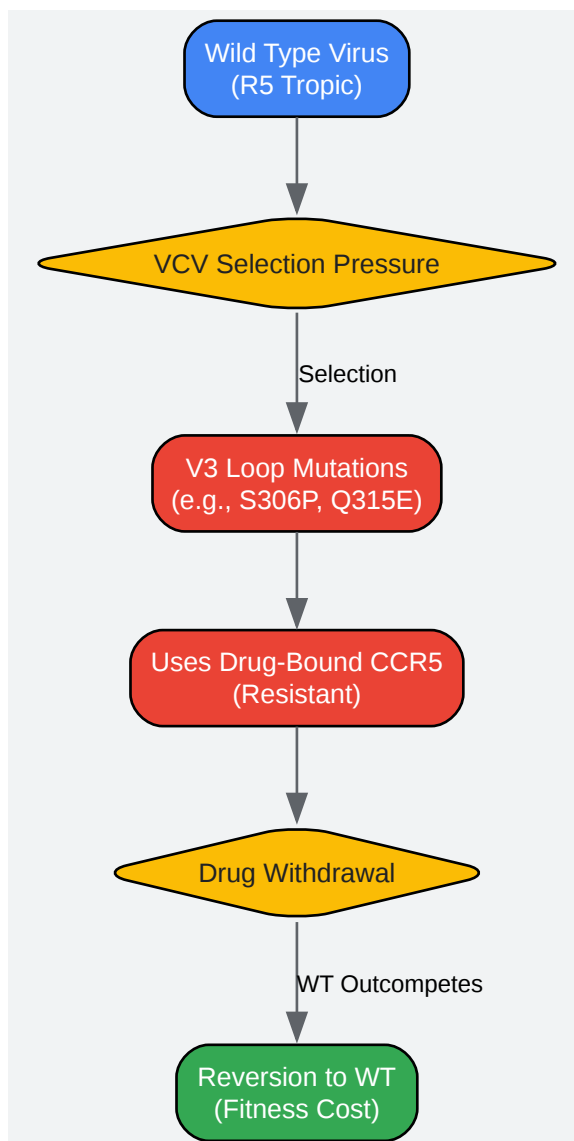 Wild Type Virus
(R5 Tropic)
VCV Selection Pressure
Selection
V3 Loop Mutations
(e.g., S306P, Q315E)
Uses Drug-Bound CCR5
(Resistant)
Drug Withdrawal
WT Outcompetes
Reversion to WT
(Fitness Cost)